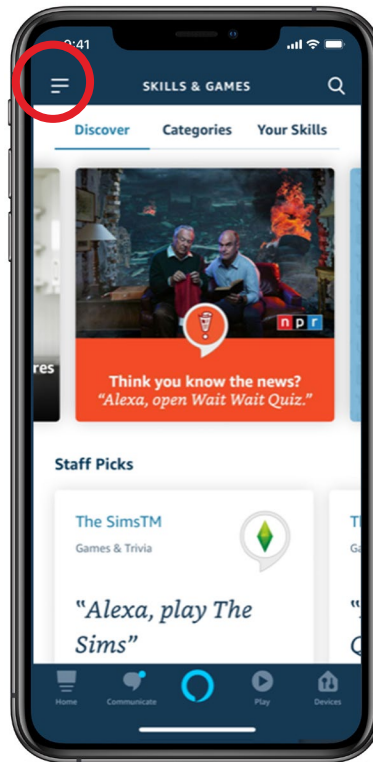 9:41
SKILLS & GAMES
Discover Categories Your Skills
res
npr
Think you know the news?
“Alexa, open Wait Wait Quiz.”
Staff Picks
The SimsTM
Games & Trivia
"Alexa, play The
Sims”
Home Communicate Play Devices